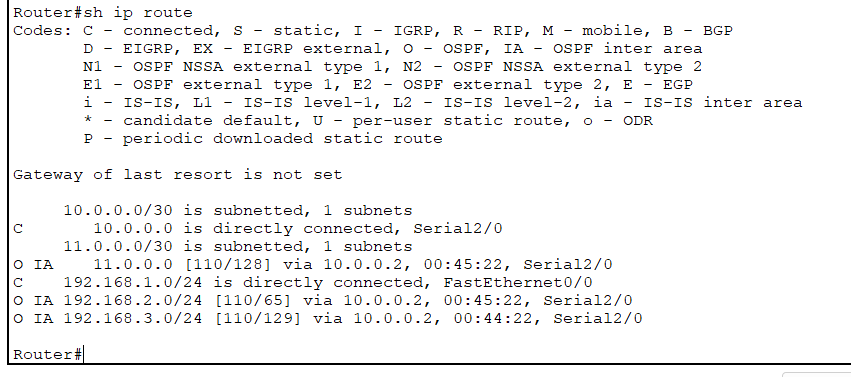 Router#sh ip route
Codes: C - connected, S - static, I - IGRP, R - RIP, M - mobile, B - BGP
       D - EIGRP, EX - EIGRP external, O - OSPF, IA - OSPF inter area
       N1 - OSPF NSSA external type 1, N2 - OSPF NSSA external type 2
       E1 - OSPF external type 1, E2 - OSPF external type 2, E - EGP
       i - IS-IS, L1 - IS-IS level-1, L2 - IS-IS level-2, ia - IS-IS inter area
       * - candidate default, U - per-user static route, o - ODR
       P - periodic downloaded static route

Gateway of last resort is not set

     10.0.0.0/30 is subnetted, 1 subnets
C       10.0.0.0 is directly connected, Serial2/0
     11.0.0.0/30 is subnetted, 1 subnets
O IA    11.0.0.0 [110/128] via 10.0.0.2, 00:45:22, Serial2/0
C    192.168.1.0/24 is directly connected, FastEthernet0/0
O IA 192.168.2.0/24 [110/65] via 10.0.0.2, 00:45:22, Serial2/0
O IA 192.168.3.0/24 [110/129] via 10.0.0.2, 00:44:22, Serial2/0

Router#